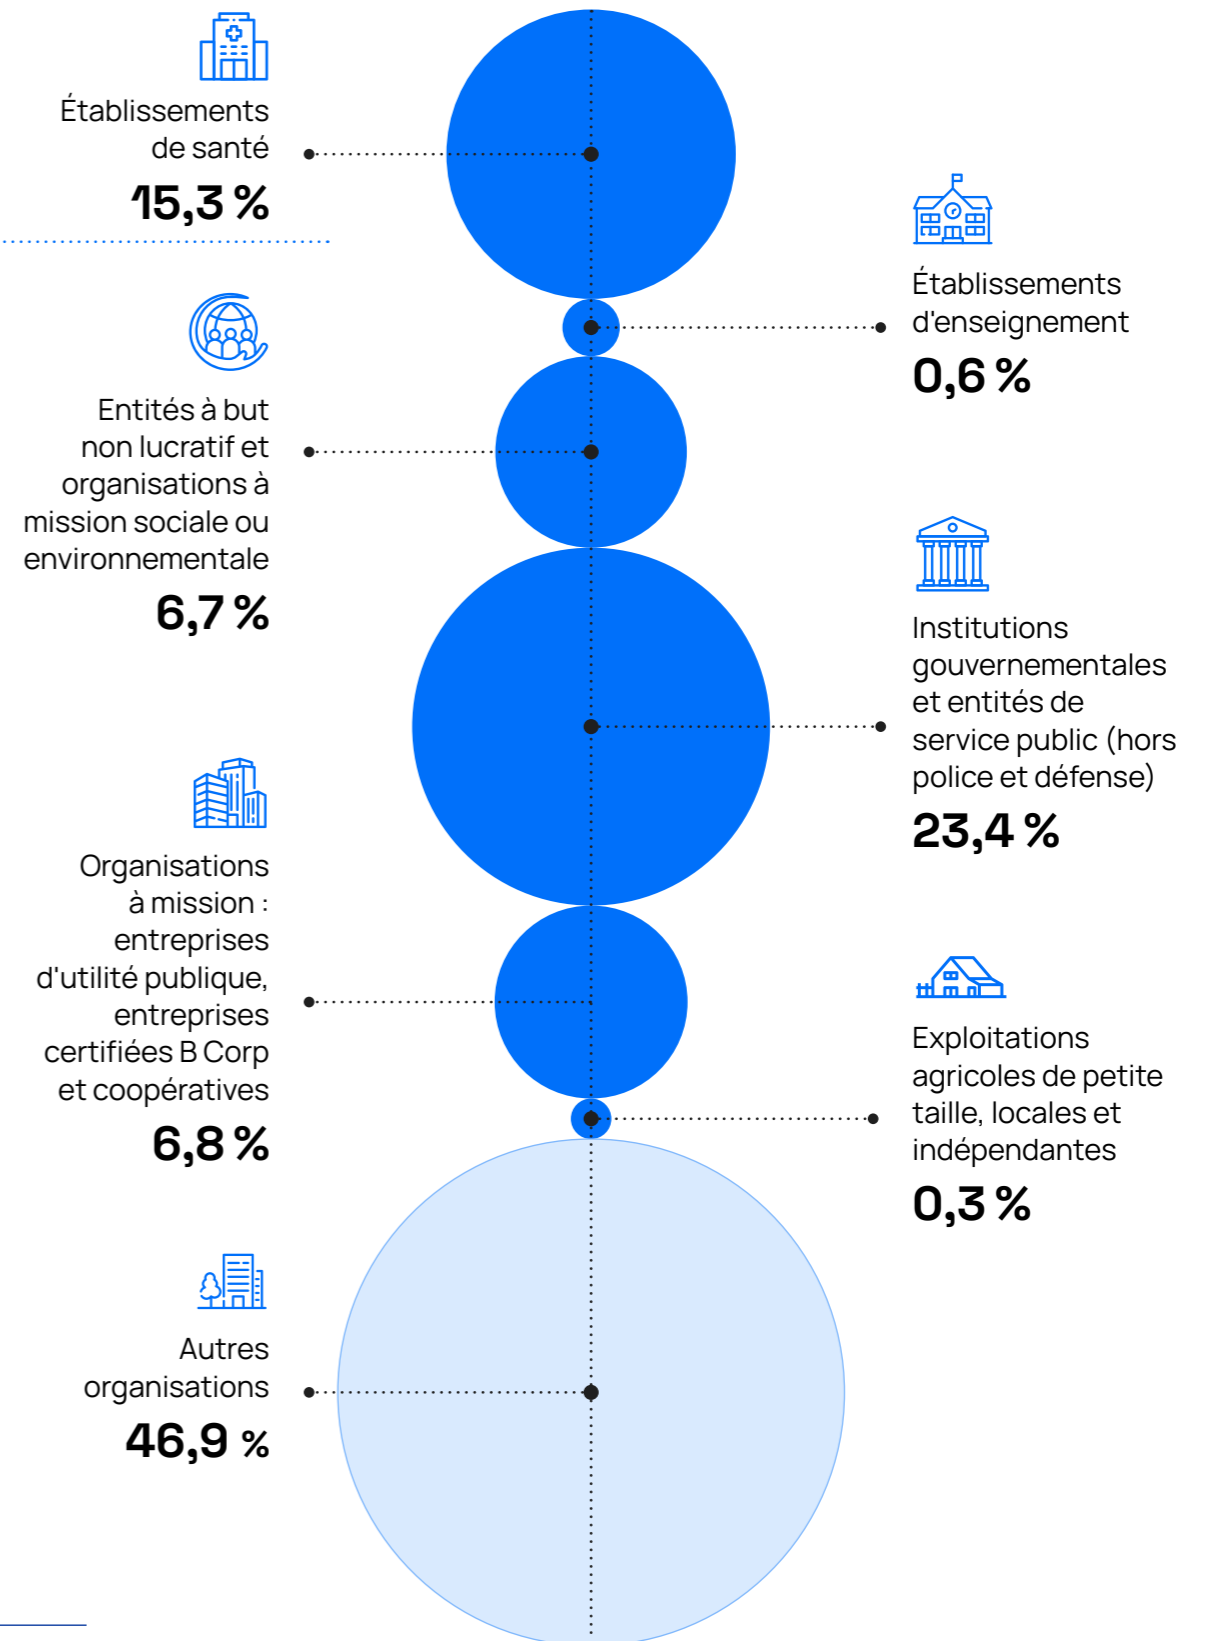 Établissements
de santé
15,3 %
Établissements
d'enseignement
0,6 %
Entités à but
non lucratif et
organisations à
mission sociale ou
environnementale
6,7 %
Institutions
gouvernementales
et entités de
service public (hors
police et défense)
23,4 %
Organisations
à mission :
entreprises
d'utilité publique,
entreprises
certifiées B Corp
et coopératives
6,8 %
Exploitations
agricoles de petite
taille, locales et
indépendantes
0,3 %
Autres
organisations
46,9 %